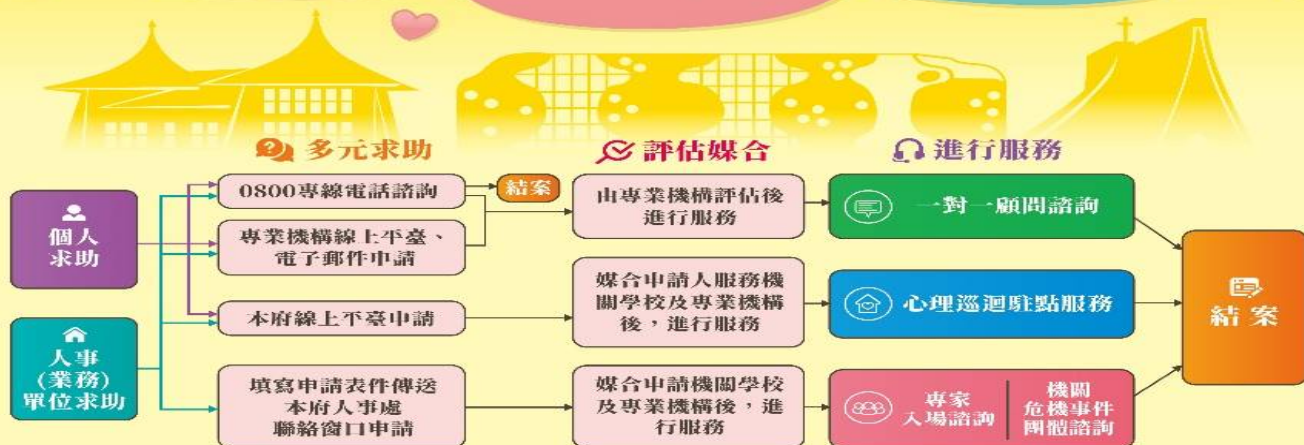 多元求助
評估媒合
進行服務
個人
求助
人事
(業務)
單位求助
0800專線電話諮詢
結案
專業機構線上平臺、
電子郵件申請
本府線上平臺申請
填寫申請表件傳送
本府人事處
聯絡窗口申請
由專業機構評估後
進行服務
媒合申請人服務機
關學校及專業機構
後，進行服務
媒合申請機關學校
及專業機構後，進
行服務
一對一顧問諮詢
心理巡迴駐點服務
專家
入場諮詢
機關
危機事件
團體諮詢
結案